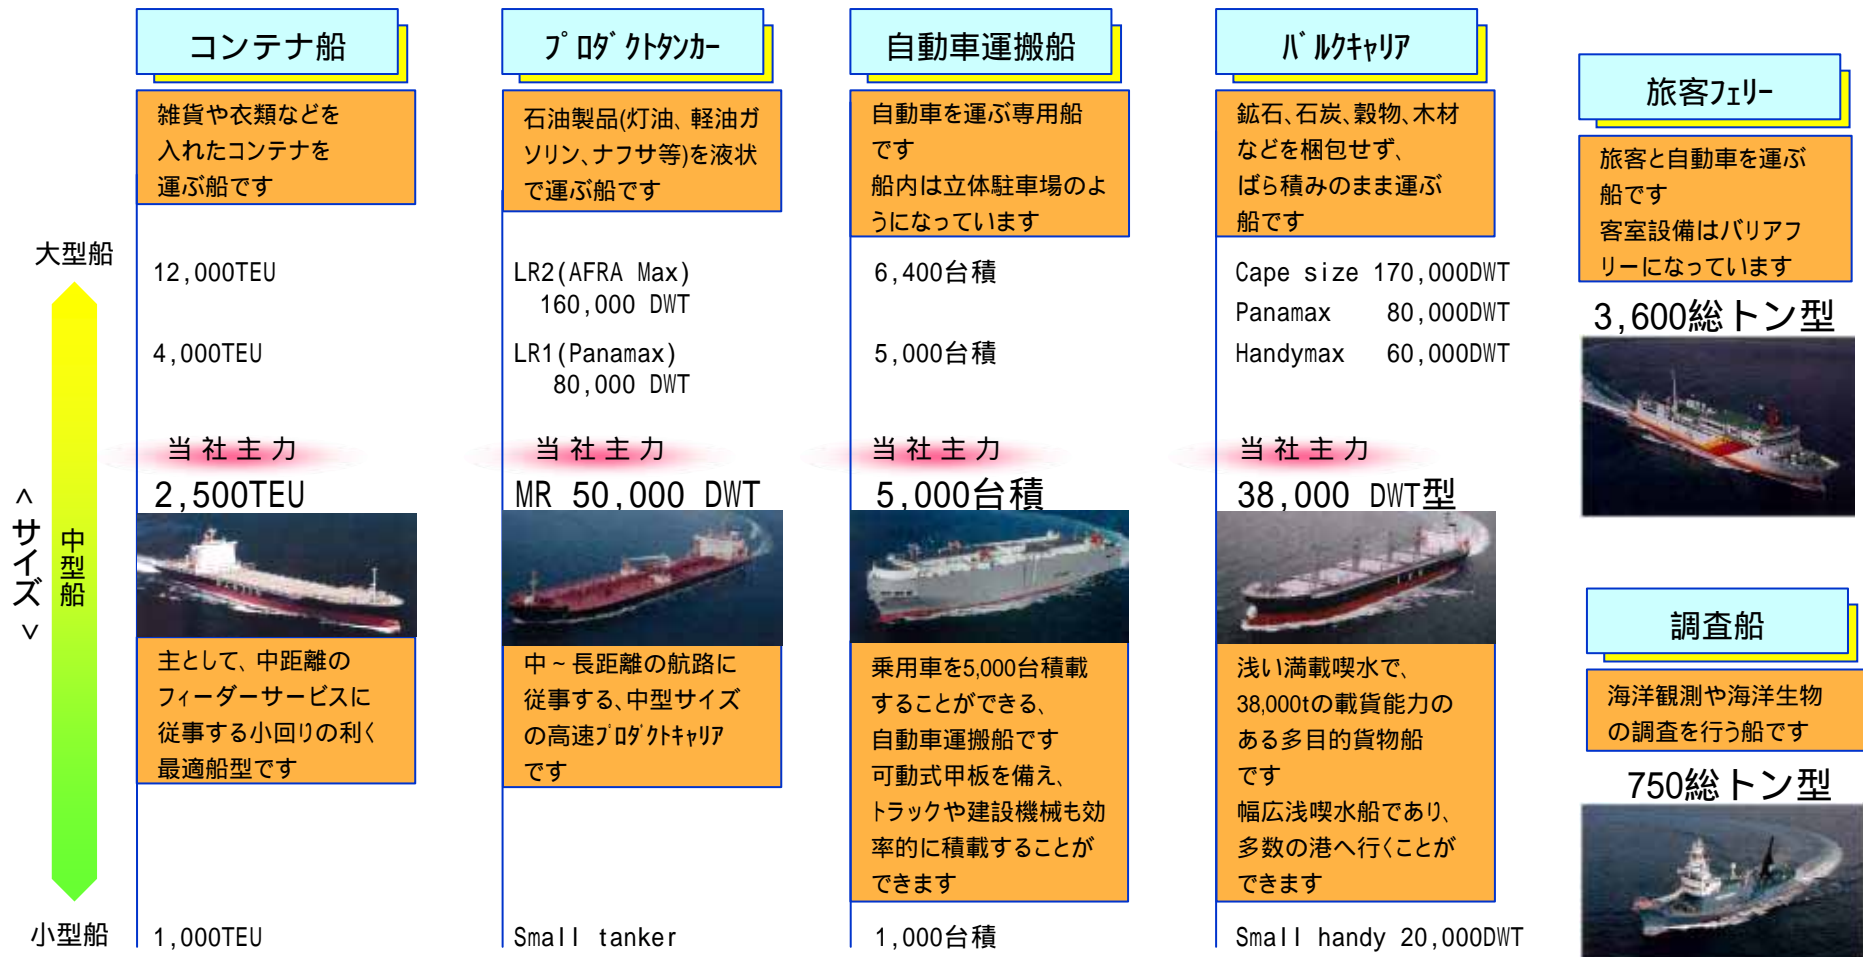 コンテナ船
雑貨や衣類などを
入れたコンテナを
運ぶ船です
12,000TEU
4,000TEU
当社主力
2,500TEU
主として、中距離の
フィーダーサービスに
従事する小回りの利く
最適船型です
1,000TEU
プロダクトタンカー
石油製品(灯油、軽油ガ
ソリン、ナフサ等)を液状
で運ぶ船です
LR2(AFRA Max)
160,000 DWT
LR1(Panamax)
80,000 DWT
当社主力
MR 50,000 DWT
中~長距離の航路に
従事する、中型サイズ
の高速プロダクトキャリア
です
Small tanker
自動車運搬船
自動車を運ぶ専用船
です
船内は立体駐車場のよ
うになっています
6,400台積
5,000台積
当社主力
5,000台積
乗用車を5,000台積載
することができる、
自動車運搬船です
可動式甲板を備え、
トラックや建設機械も効
率的に積載することが
できます
1,000台積
バルクキャリア
鉱石、石炭、穀物、木材
などを梱包せず、
ばら積みのまま運ぶ
船です
Cape size 170,000DWT
Panamax 80,000DWT
Handymax 60,000DWT
当社主力
38,000 DWT型
浅い満載喫水で、
38,000tの載貨能力の
ある多目的貨物船
です
幅広浅喫水船であり、
多数の港へ行くことが
できます
Small handy 20,000DWT
旅客フェリー
旅客と自動車を運ぶ
船です
客室設備はバリアフ
リーになっています
3,600総トン型
調査船
海洋観測や海洋生物
の調査を行う船です
750総トン型
大型船
<サイズ>
中型船
小型船